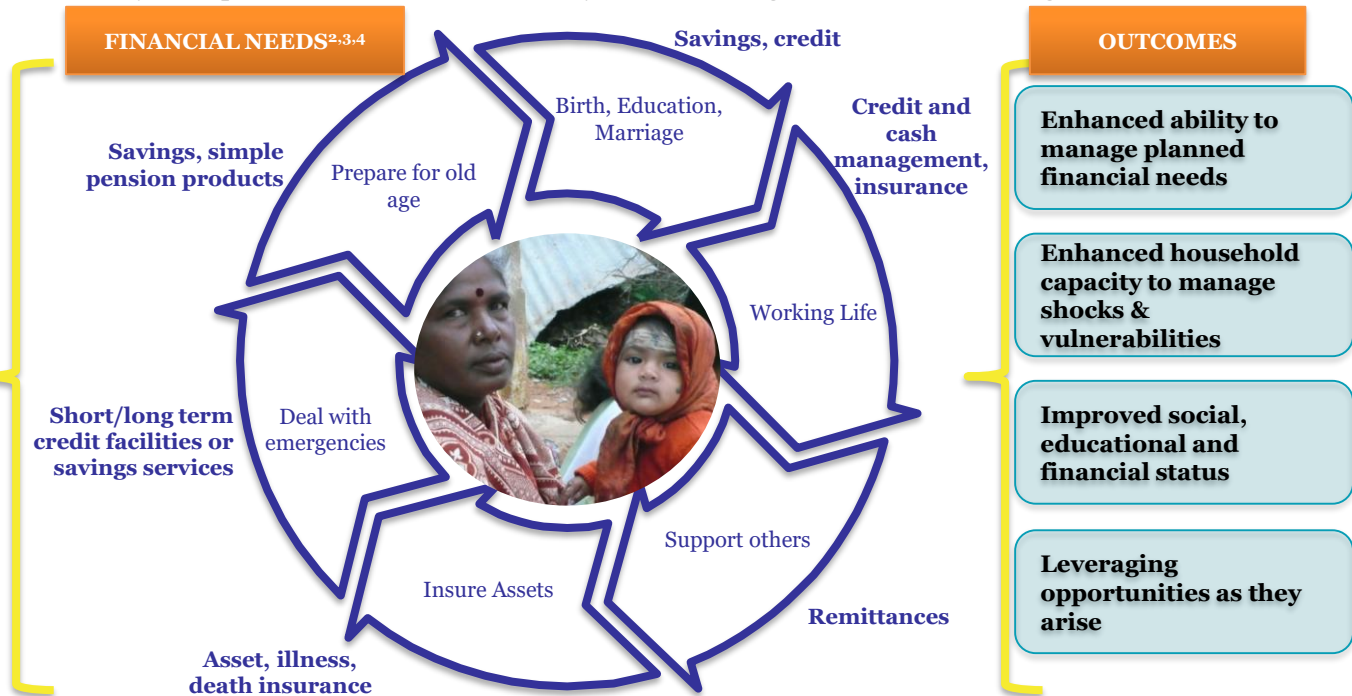 FINANCIAL NEEDS2,3,4
Savings, credit
Birth, Education,
Marriage
Credit and
cash
management,
insurance
Working Life
Support others
Remittances
Insure Assets
Asset, illness,
death insurance
Deal with
emergencies
Short/long term
credit facilities or
savings services
Prepare for old
age
Savings, simple
pension products
OUTCOMES
Enhanced ability to
manage planned
financial needs
Enhanced household
capacity to manage
shocks &
vulnerabilities
Improved social,
educational and
financial status
Leveraging
opportunities as they
arise